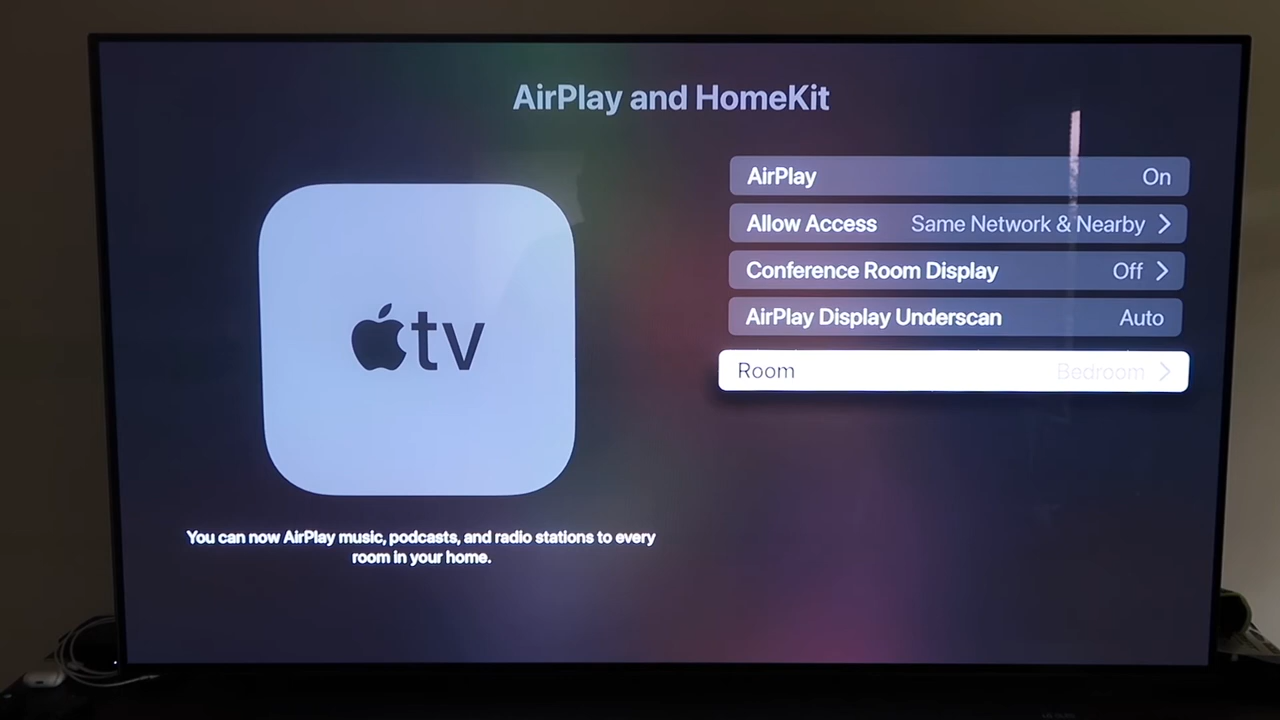 AirPlay and HomeKit
AirPlay On
Allow Access Same Network & Nearby
Conference Room Display Off
AirPlay Display Underscan Auto
Room Bedroom
tv
You can now AirPlay music, podcasts, and radio stations to every
room in your home.